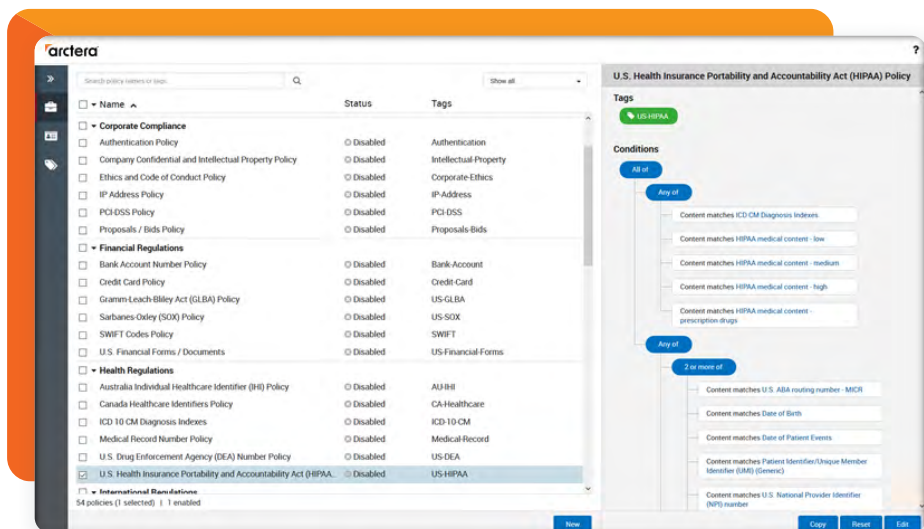 arctera
?
Search policy names or tags
Show all
Name
Status
Tags
Corporate Compliance
Authentication Policy Disabled Authentication
Company Confidential and Intellectual Property Policy Disabled Intellectual-Property
Ethics and Code of Conduct Policy Disabled Corporate-Ethics
IP Address Policy Disabled IP-Address
PCI-DSS Policy Disabled PCI-DSS
Proposals / Bids Policy Disabled Proposals-Bids
Financial Regulations
Bank Account Number Policy Disabled Bank-Account
Credit Card Policy Disabled Credit-Card
Gramm-Leach-Bliley Act (GLBA) Policy Disabled US-GLBA
Sarbanes-Oxley (SOX) Policy Disabled US-SOX
SWIFT Codes Policy Disabled SWIFT
U.S. Financial Forms / Documents Disabled US-Financial-Forms
Health Regulations
Australia Individual Healthcare Identifier (IHI) Policy Disabled AU-IHI
Canada Healthcare Identifiers Policy Disabled CA-Healthcare
ICD 10 CM Diagnosis Indexes Disabled ICD-10-CM
Medical Record Number Policy Disabled Medical-Record
U.S. Drug Enforcement Agency (DEA) Number Policy Disabled US-DEA
U.S. Health Insurance Portability and Accountability Act (HIPAA... Disabled US-HIPAA
International Regulations
54 policies (1 selected) | 1 enabled
New
U.S. Health Insurance Portability and Accountability Act (HIPAA) Policy
Tags
US-HIPAA
Conditions
All of
Any of
Content matches ICD CM Diagnosis Indexes
Content matches HIPAA medical content - low
Content matches HIPAA medical content - medium
Content matches HIPAA medical content - high
Content matches HIPAA medical content -
prescription drugs
Any of
2 or more of
Content matches U.S. ABA routing number - MICR
Content matches Date of Birth
Content matches Date of Patient Events
Content matches Patient Identifier/Unique Member
Identifier (UMI) (Generic)
Content matches U.S. National Provider Identifier
(NPI) number
Copy
Reset
Edit